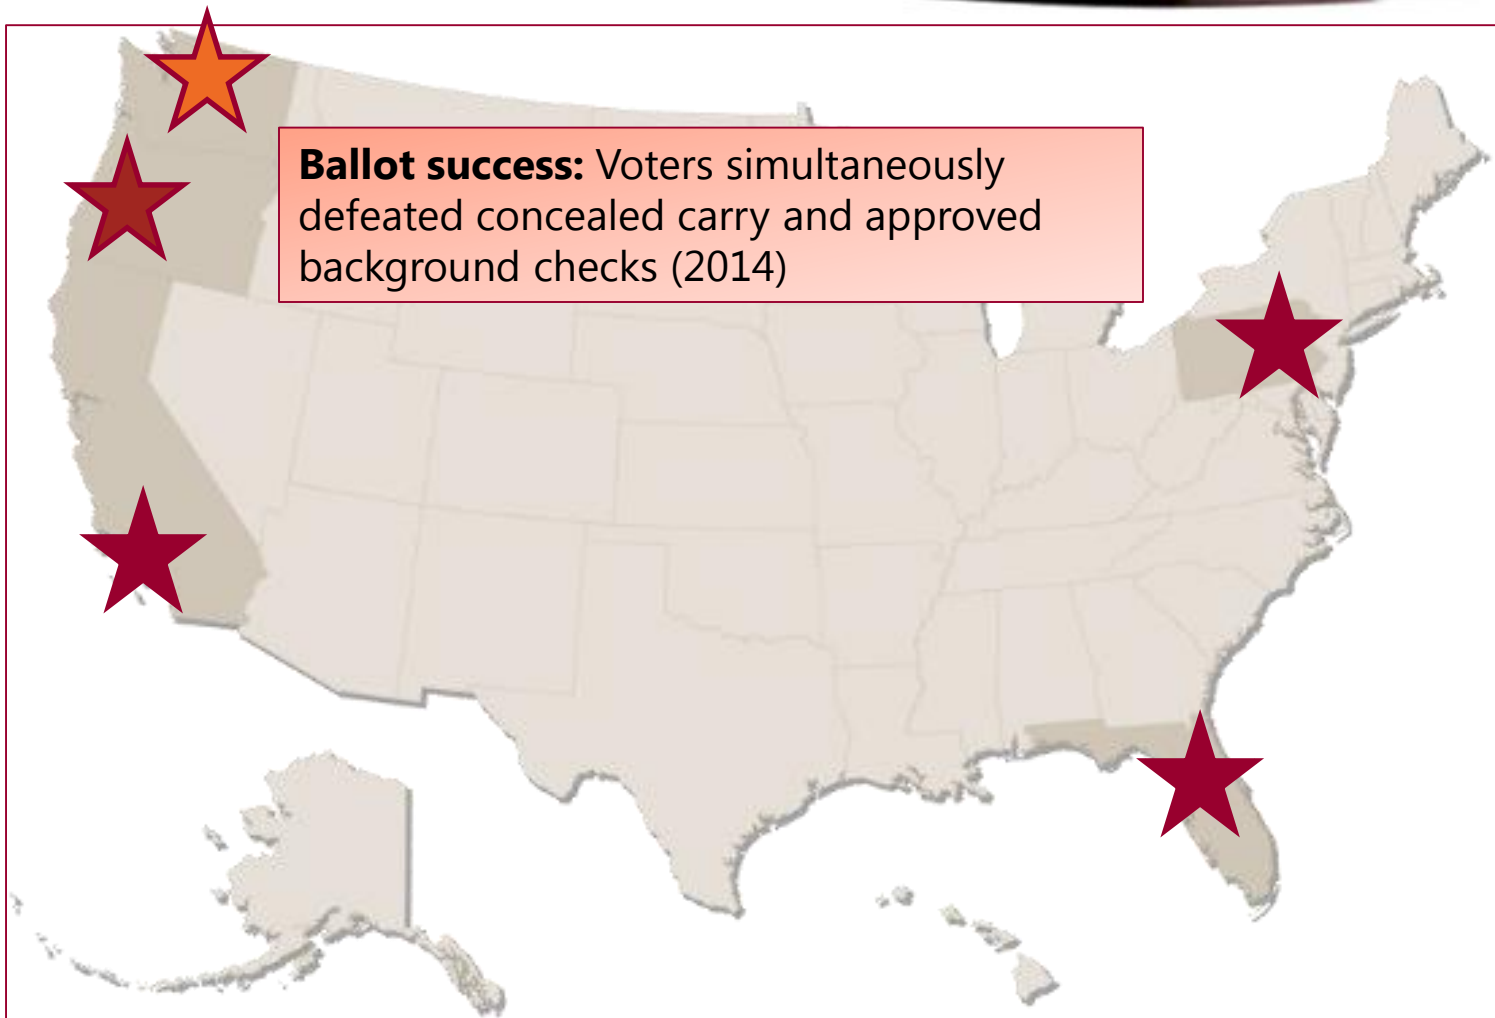 Ballot success: Voters simultaneously
defeated concealed carry and approved
background checks (2014)